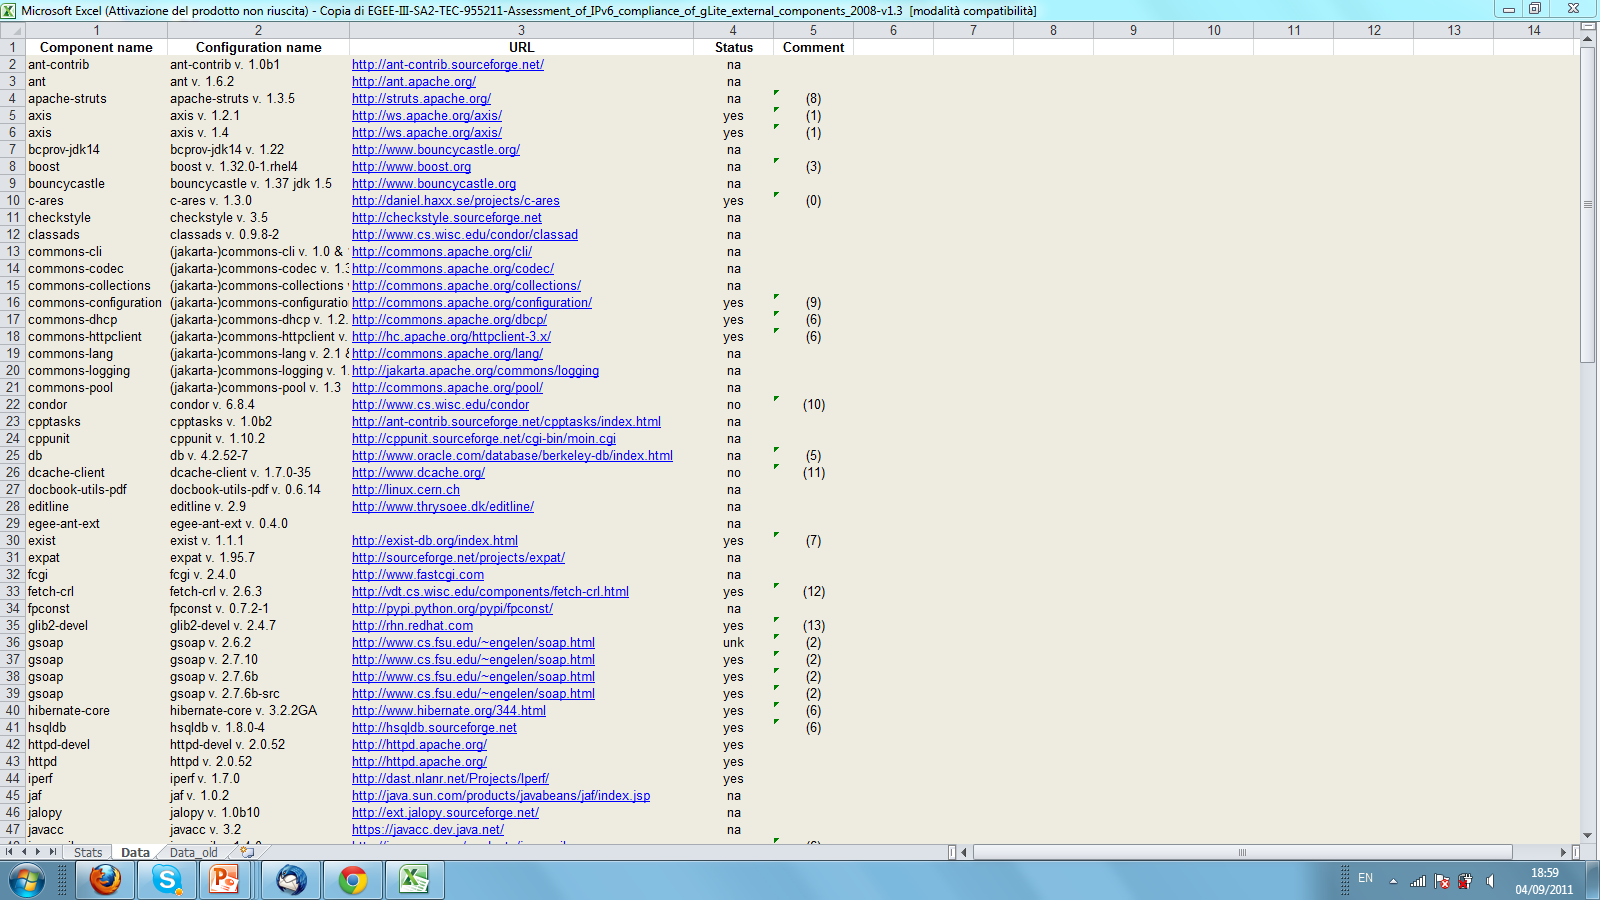 Microsoft Excel (Attivazione del prodotto non riuscita) - Copia di EGEE-III-SA2-TEC-955211-Assessment_of_IPv6_compliance_of_gLite_external_components_2008-v1.3 [modalità compatibilità]
1 2 3 4 5 6 7 8 9 10 11 12 13 14
1 Component name Configuration name URL Status Comment
2 ant-contrib ant-contrib v. 1.0b1 http://ant-contrib.sourceforge.net/ na
3 ant ant v. 1.6.2 http://ant.apache.org/ na
4 apache-struts apache-struts v. 1.3.5 http://struts.apache.org/ na (8)
5 axis axis v. 1.2.1 http://ws.apache.org/axis/ yes (1)
6 axis axis v. 1.4 http://ws.apache.org/axis/ yes (1)
7 bcprov-jdk14 bcprov-jdk14 v. 1.22 http://www.bouncycastle.org/ na
8 boost boost v. 1.32.0-1.rhel4 http://www.boost.org na (3)
9 bouncycastle bouncycastle v. 1.37 jdk 1.5 http://www.bouncycastle.org na
10 c-ares c-ares v. 1.3.0 http://daniel.haxx.se/projects/c-ares yes (0)
11 checkstyle checkstyle v. 3.5 http://checkstyle.sourceforge.net na
12 classads classads v. 0.9.8-2 http://www.cs.wisc.edu/condor/classad na
13 commons-cli (jakarta-)commons-cli v. 1.0 & http://commons.apache.org/cli/ na
14 commons-codec (jakarta-)commons-codec v. 1.3 http://commons.apache.org/codec/ na
15 commons-collections (jakarta-)commons-collections http://commons.apache.org/collections/ na
16 commons-configuration (jakarta-)commons-configuratio http://commons.apache.org/configuration/ yes (9)
17 commons-dhcp (jakarta-)commons-dhcp v. 1.2. http://commons.apache.org/dbcp/ yes (6)
18 commons-httpclient (jakarta-)commons-httpclient v. http://hc.apache.org/httpclient-3.x/ yes (6)
19 commons-lang (jakarta-)commons-lang v. 2.1 & http://commons.apache.org/lang/ na
20 commons-logging (jakarta-)commons-logging v. 1. http://jakarta.apache.org/commons/logging na
21 commons-pool (jakarta-)commons-pool v. 1.3 http://commons.apache.org/pool/ na
22 condor condor v. 6.8.4 http://www.cs.wisc.edu/condor no (10)
23 cpptasks cpptasks v. 1.0b2 http://ant-contrib.sourceforge.net/cpptasks/index.html na
24 cppunit cppunit v. 1.10.2 http://cppunit.sourceforge.net/cgi-bin/moin.cgi na
25 db db v. 4.2.52-7 http://www.oracle.com/database/berkeley-db/index.html na (5)
26 dcache-client dcache-client v. 1.7.0-35 http://www.dcache.org/ no (11)
27 docbook-utils-pdf docbook-utils-pdf v. 0.6.14 http://linux.cern.ch na
28 editline editline v. 2.9 http://www.thrysoee.dk/editline/ na
29 egee-ant-ext egee-ant-ext v. 0.4.0 na
30 exist exist v. 1.1.1 http://exist-db.org/index.html yes (7)
31 expat expat v. 1.95.7 http://sourceforge.net/projects/expat/ na
32 fcgi fcgi v. 2.4.0 http://www.fastcgi.com na
33 fetch-crl fetch-crl v. 2.6.3 http://vdt.cs.wisc.edu/components/fetch-crl.html yes (12)
34 fpconst fpconst v. 0.7.2-1 http://pypi.python.org/pypi/fpconst/ na
35 glib2-devel glib2-devel v. 2.4.7 http://rhn.redhat.com yes (13)
36 gsoap gsoap v. 2.6.2 http://www.cs.fsu.edu/~engelen/soap.html unk (2)
37 gsoap gsoap v. 2.7.10 http://www.cs.fsu.edu/~engelen/soap.html yes (2)
38 gsoap gsoap v. 2.7.6b http://www.cs.fsu.edu/~engelen/soap.html yes (2)
39 gsoap gsoap v. 2.7.6b-src http://www.cs.fsu.edu/~engelen/soap.html yes (2)
40 hibernate-core hibernate-core v. 3.2.2GA http://www.hibernate.org/344.html yes (6)
41 hsqldb hsqldb v. 1.8.0-4 http://hsqldb.sourceforge.net yes (6)
42 httpd-devel httpd-devel v. 2.0.52 http://httpd.apache.org/ yes
43 httpd httpd v. 2.0.52 http://httpd.apache.org/ yes
44 iperf iperf v. 1.7.0 http://dast.nlanr.net/Projects/Iperf/ yes
45 jaf jaf v. 1.0.2 http://java.sun.com/products/javabeans/jaf/index.jsp na
46 jalopy jalopy v. 1.0b10 http://ext.jalopy.sourceforge.net/ na
47 javacc javacc v. 3.2 https://javacc.dev.java.net/ na
Stats Data Data_old
EN 18:59
04/09/2011